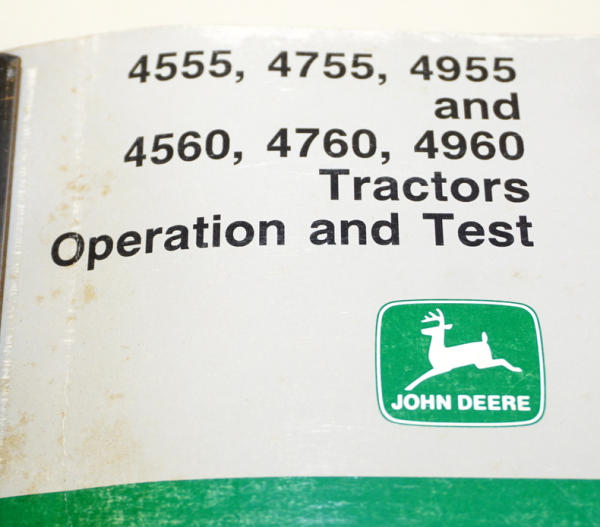 4555, 4755, 4955
and
4560, 4760, 4960
Tractors
Operation and Test
JOHN DEERE